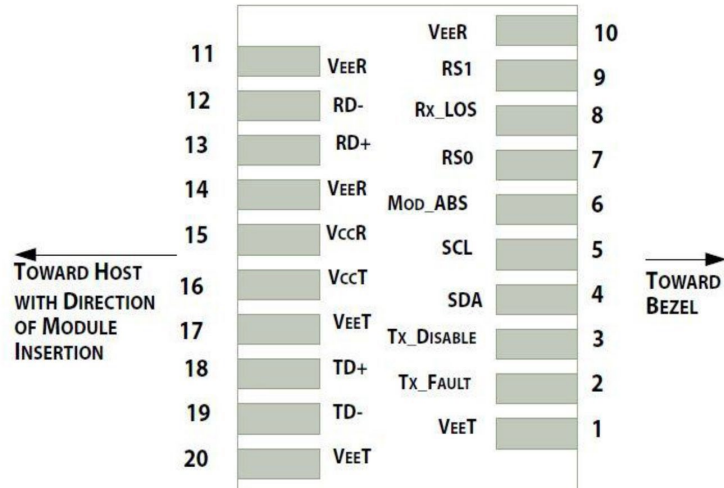 11 VEER
12 RD-
13 RD+
14 VEER
15 VCCR
16 VCCT
17 VEET
18 TD+
19 TD-
20 VEET
VEER 10
RS1 9
RX_LOS 8
RS0 7
MOD_ABS 6
SCL 5
SDA 4
TX_DISABLE 3
TX_FAULT 2
VEET 1
TOWARD HOST
WITH DIRECTION
OF MODULE
INSERTION
TOWARD
BEZEL